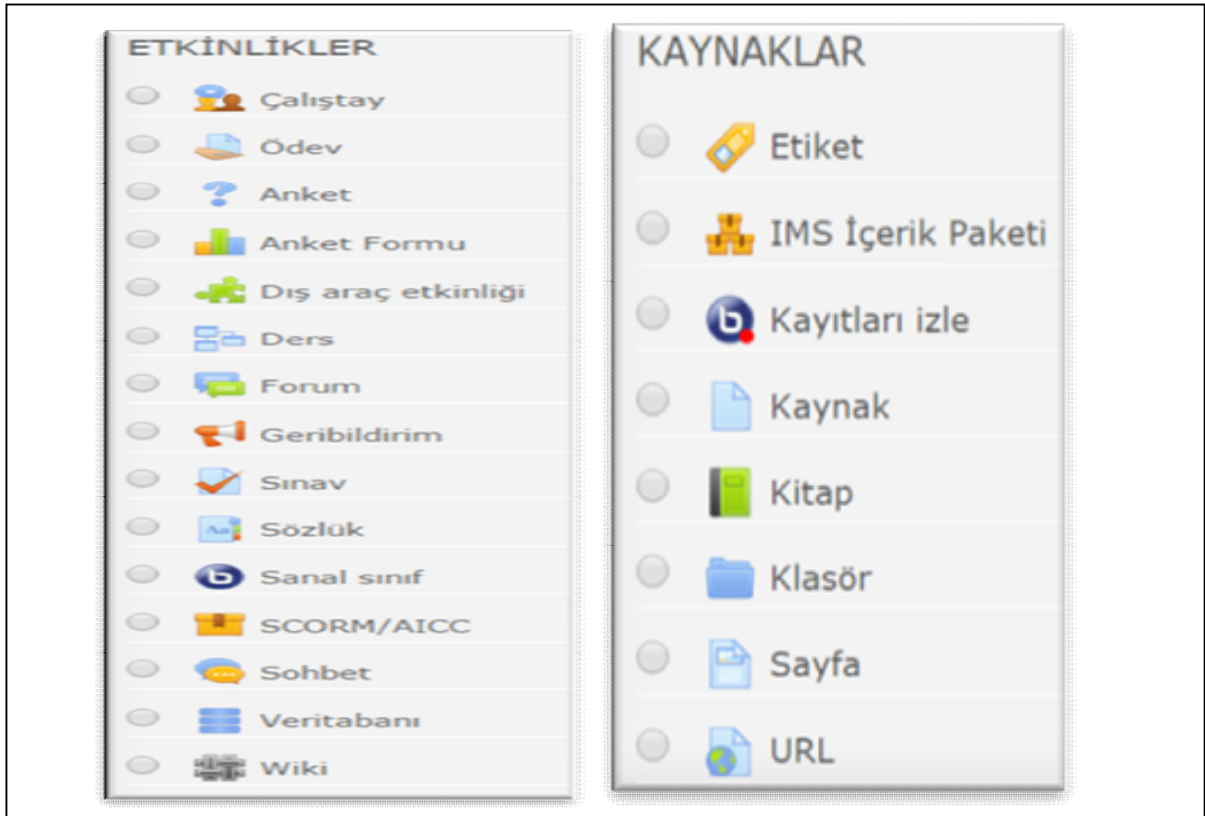 ETKİNLİKLER
Çalıştay
Ödev
Anket
Anket Formu
Dış araç etkinliği
Ders
Forum
Geribildirim
Sınav
Sözlük
Sanal sınıf
SCORM/AICC
Sohbet
Veritabanı
Wiki
KAYNAKLAR
Etiket
IMS İçerik Paketi
Kayıtları izle
Kaynak
Kitap
Klasör
Sayfa
URL